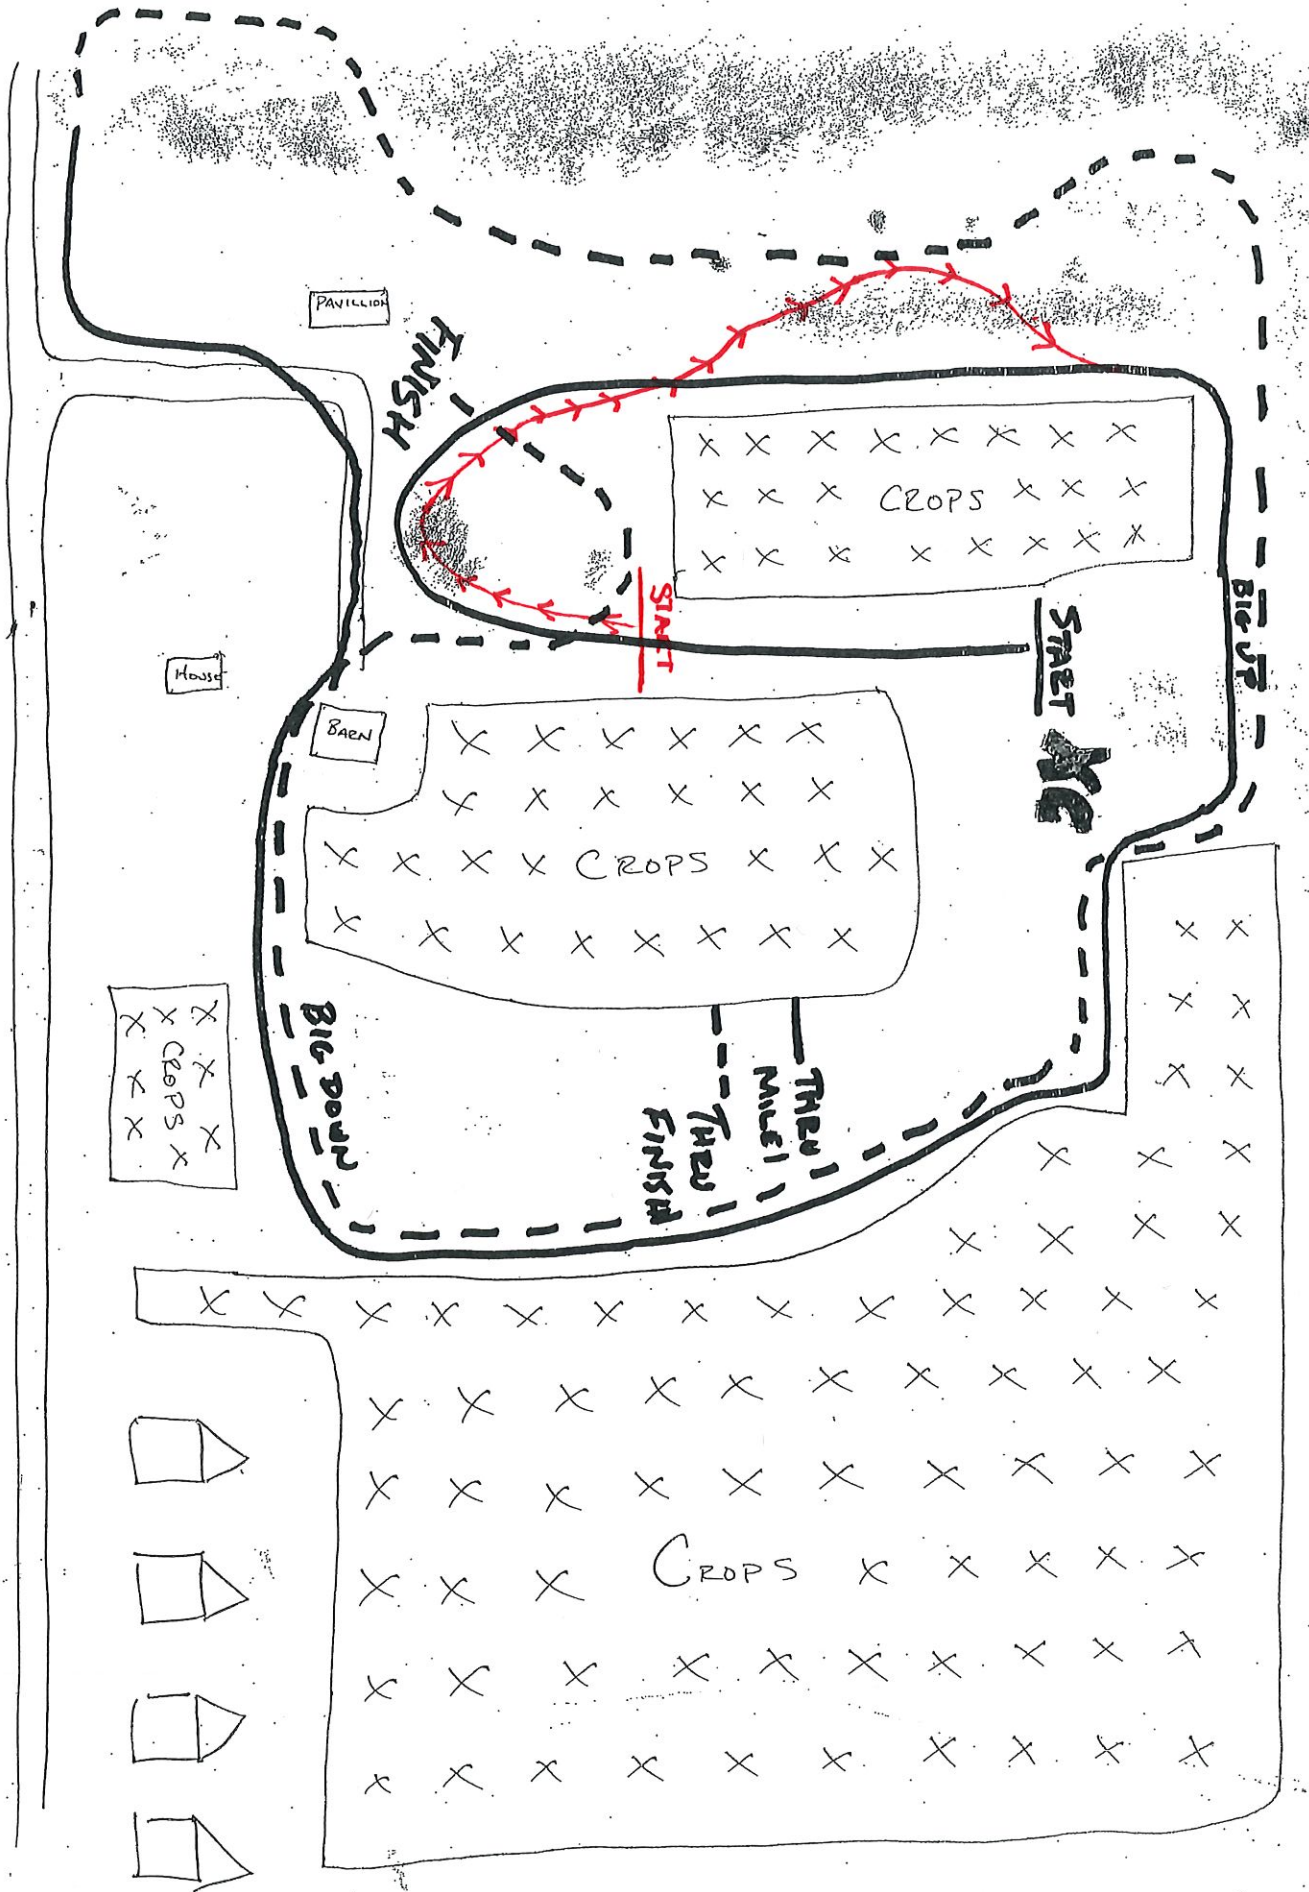 PAVILLION
FINISH
CROPS
START
START
BIG UP
HOUSE
BARN
CROPS
CROPS
BIG DOWN
THRU
MILE 1
THRU
FINISH
CROPS